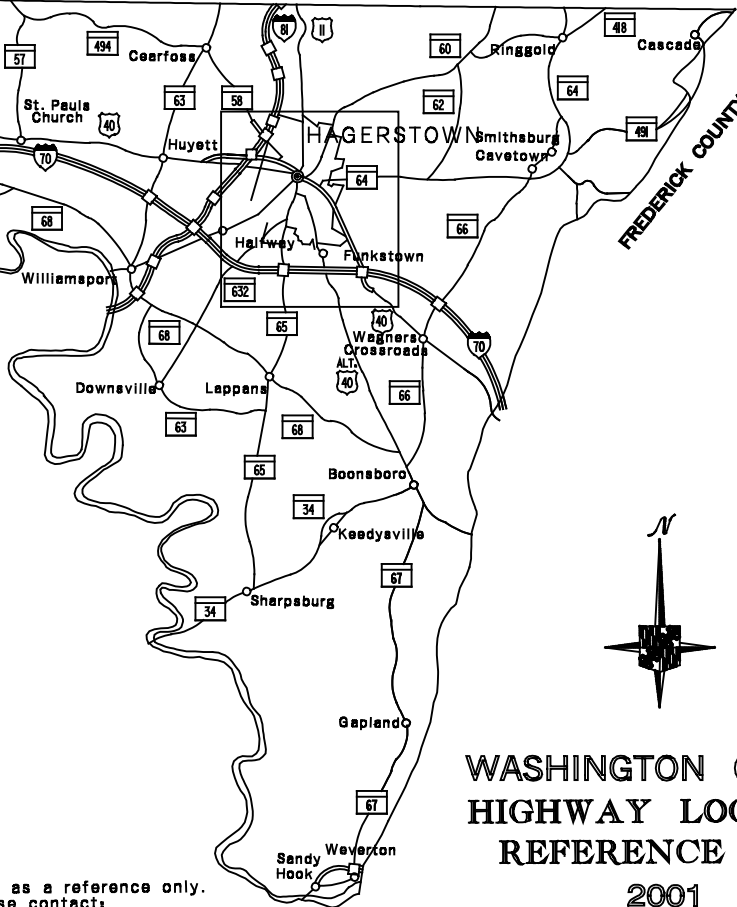 81
11
418
494
60
Ringgold
Cascade
57
Cearfoss
63
58
62
64
St. Pauls
Church
40
HAGERSTOWN
491
Huyett
Smithsburg
Cavetown
70
64
FREDERICK COUNTY
68
66
Halfway
Funkstown
Williamsport
632
65
40
68
Wagners
Crossroads
70
ALT.
40
Downsville
Lappans
66
63
68
65
Boonsboro
34
Keedysville
67
N
Sharpsburg
34
Gapland
WASHINGTON
HIGHWAY LOC
67
REFERENCE
Weverton
Sandy
Hook
as a reference only.
se contact:
2001